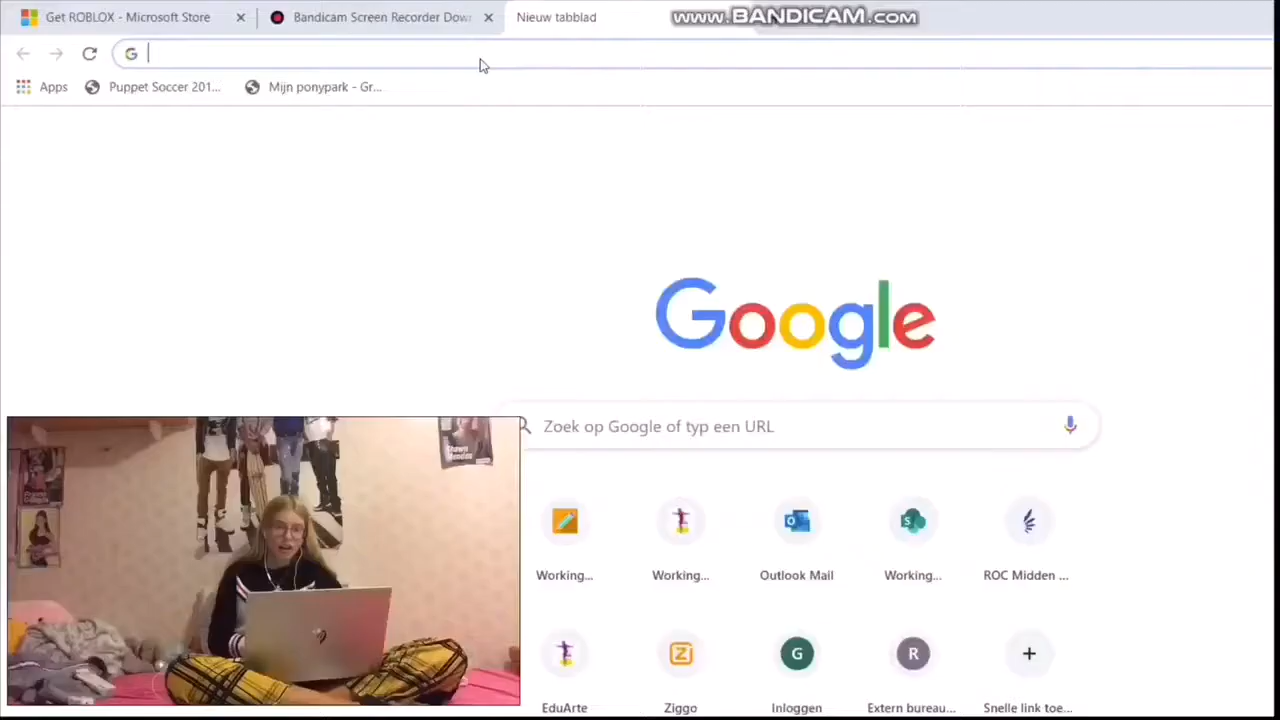 Get ROBLOX - Microsoft Store
Bandicam Screen Recorder Dow
Nieuw tabblad
www.BANDICAM.com
Apps
Puppet Soccer 201...
Mijn ponypark - Gr...
Google
Zoek op Google of typ een URL
Working...
Working...
Outlook Mail
Working...
ROC Midden ...
EduArte
Ziggo
G
Inloggen
R
Extern bureau...
Snelle link toe...
Shawn
Mendes